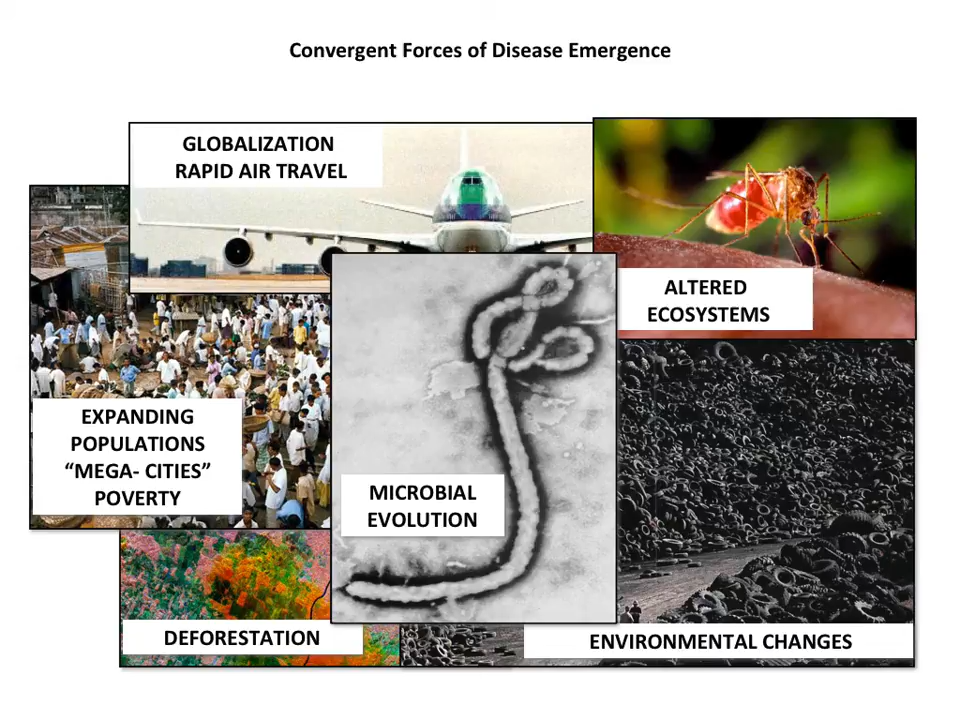 Convergent Forces of Disease Emergence
GLOBALIZATION
RAPID AIR TRAVEL
ALTERED
ECOSYSTEMS
EXPANDING
POPULATIONS
“MEGA- CITIES”
POVERTY
MICROBIAL
EVOLUTION
DEFORESTATION
ENVIRONMENTAL CHANGES